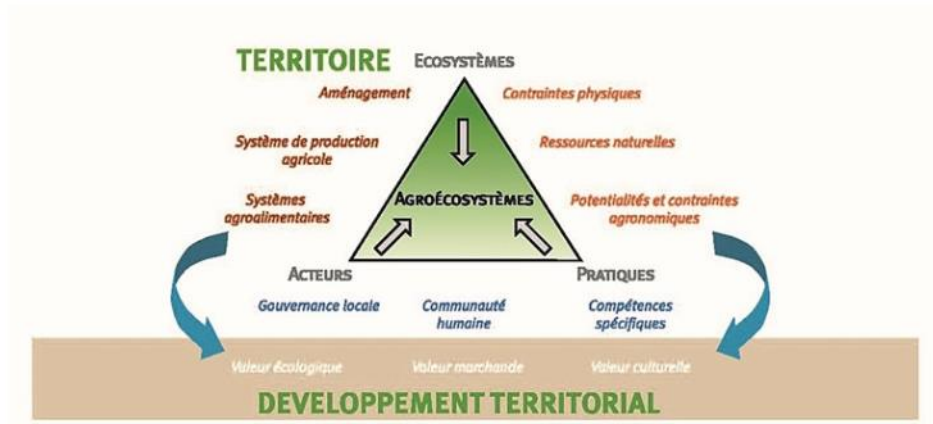 TERRITOIRE ECOSYSTÈMES
Aménagement Contraintes physiques
Système de production Ressources naturelles
agricole
Systèmes AGROÉCOSYSTÈMES Potentialités et contraintes
agroalimentaires agronomiques
ACTEURS PRATIQUES
Gouvernance locale Communauté Compétences
humaine spécifiques
Valeur écologique Valeur marchande Valeur culturelle
DEVELOPPEMENT TERRITORIAL